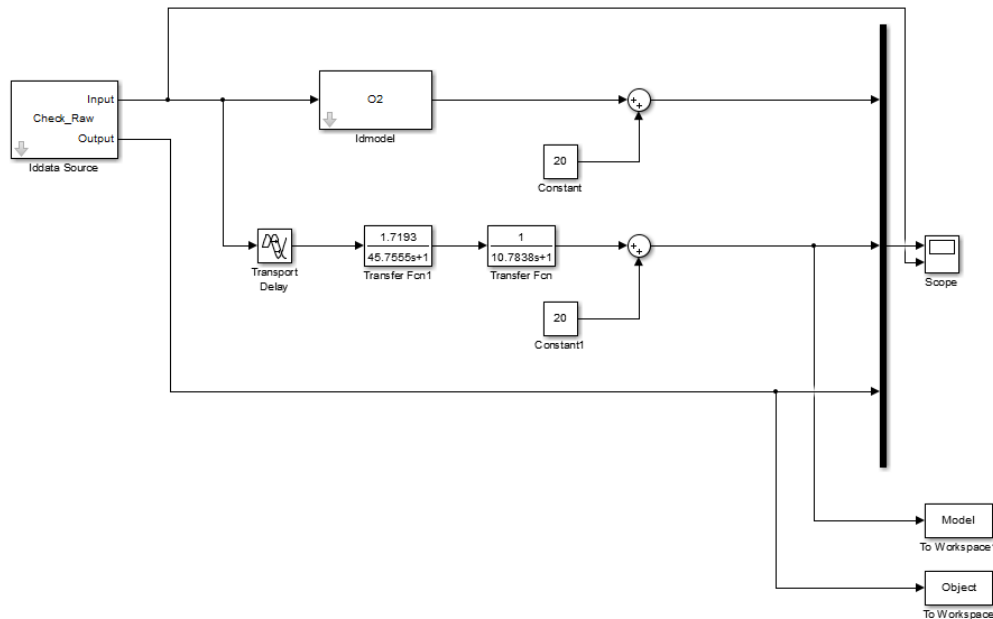 Input
Check_Raw
Output
Iddata Source
O2
Idmodel
20
Constant
Transport
Delay
1.7193
45.7555s+1
Transfer Fcn1
1
10.7838s+1
Transfer Fcn
20
Constant1
Scope
Model
To Workspace1
Object
To Workspace